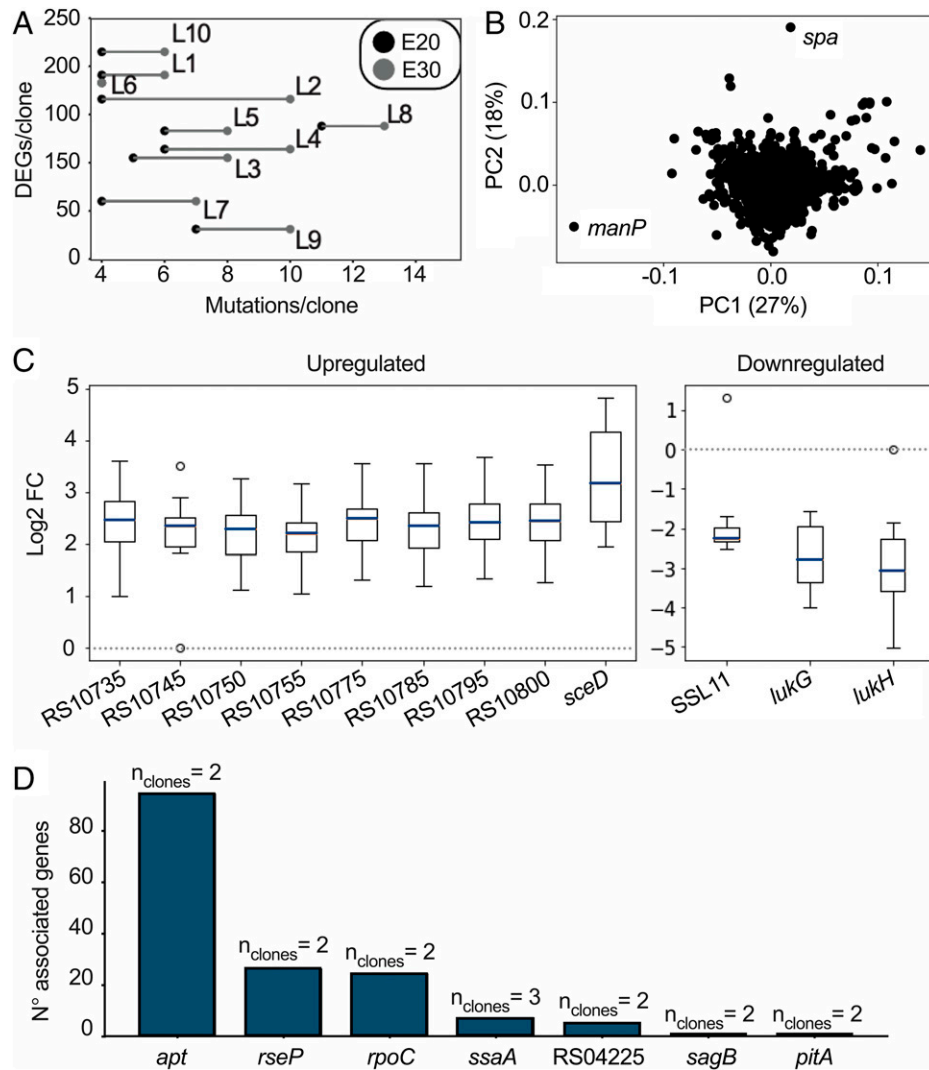 A
DEGs/clone
250
200
100
150
50
0
L10
L1
L6
L2
L5
L8
L4
L3
L7
L9
E20
E30
4 6 8 10 12 14
Mutations/clone
B
PC2 (18%)
0.2
0.1
0.0
spa
manP
-0.1 0.0 0.1
PC1 (27%)
C
Upregulated
Downregulated
Log2 FC
5
4
3
2
1
0
RS10735 RS10745 RS10750 RS10755 RS10775 RS10785 RS10795 RS10800 sceD
1
0
−1
−2
−3
−4
−5
SSL11 lukG lukH
D
N° associated genes
80
60
40
20
0
nclones= 2
nclones= 2
nclones= 2
nclones= 3
nclones= 2
nclones= 2
nclones= 2
apt rseP rpoC ssaA RS04225 sagB pitA